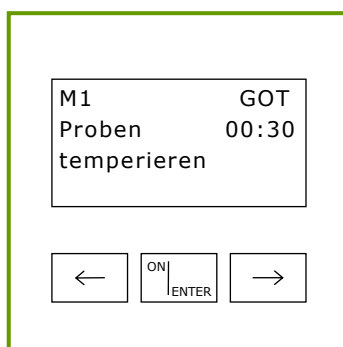 M1 GOT
Proben 00:30
temperieren
← ON ENTER →